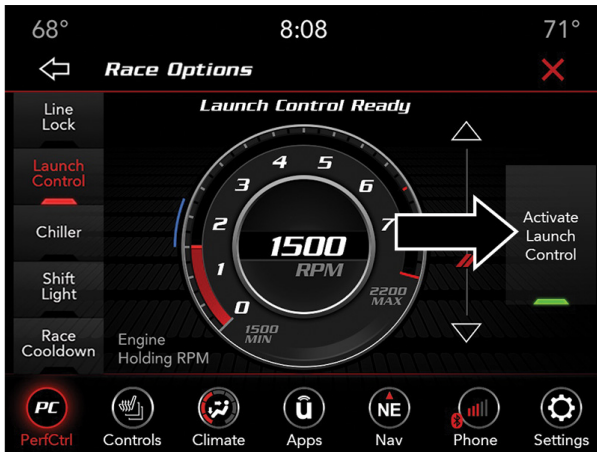 68°
8:08
71°
Race Options
Line
Lock
Launch
Control
Chiller
Shift
Light
Race
Cooldown
Launch Control Ready
0
1
2
3
4
5
6
7
1500
RPM
1500
MIN
2200
MAX
Engine
Holding RPM
Activate
Launch
Control
PC
PerfCtrl
Controls
Climate
û
Apps
NE
Nav
Phone
Settings